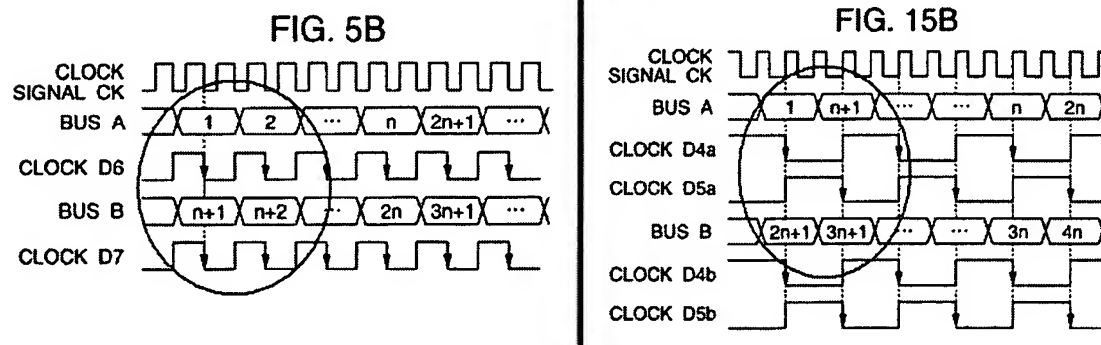 FIG. 5B
CLOCK
SIGNAL CK
BUS A 1 2 ... n 2n+1 ...
CLOCK D6
BUS B n+1 n+2 ... 2n 3n+1 ...
CLOCK D7
FIG. 15B
CLOCK
SIGNAL CK
BUS A 1 n+1 ... ... n 2n
CLOCK D4a
CLOCK D5a
BUS B 2n+1 3n+1 ... ... 3n 4n
CLOCK D4b
CLOCK D5b